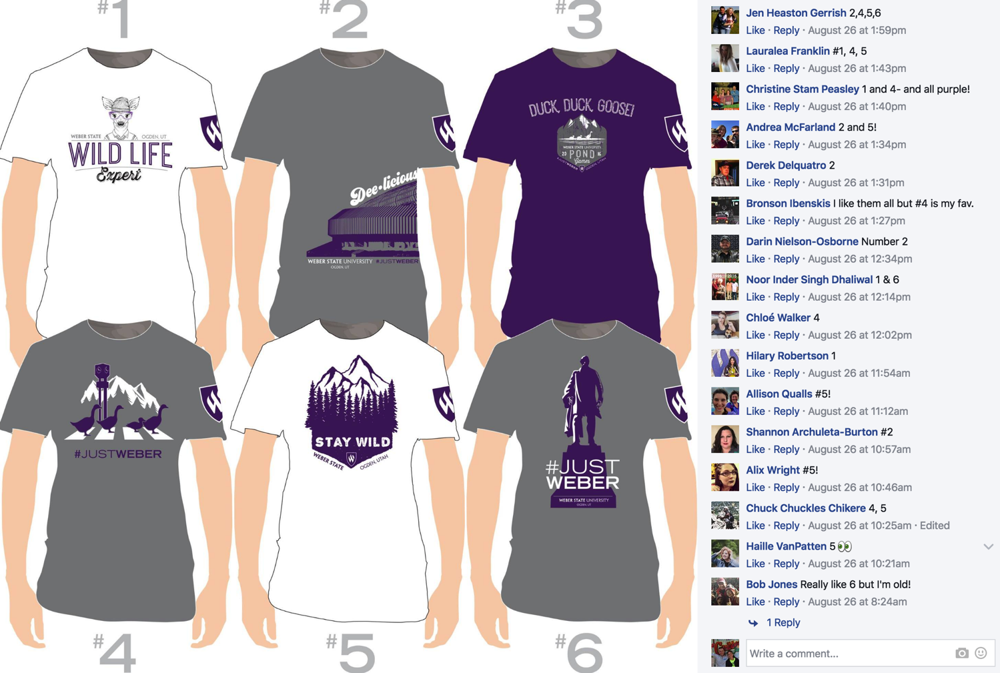 #1
#2
#3
WEBER STATE OGDEN, UT
WILD LIFE
Expert
Dee•licious
WEBER STATE UNIVERSITY #JUSTWEBER
OGDEN, UT
DUCK, DUCK, GOOSE!
WEBER STATE UNIVERSITY
20 POND 16
Games
#JUSTWEBER OGDEN, UTAH
#JUSTWEBER
STAY WILD
WEBER STATE OGDEN, UTAH
#JUST
WEBER
WEBER STATE UNIVERSITY
OGDEN, UT
#4
#5
#6
Jen Heaston Gerrish 2,4,5,6
Like · Reply · August 26 at 1:59pm
Lauralea Franklin #1, 4, 5
Like · Reply · August 26 at 1:43pm
Christine Stam Peasley 1 and 4- and all purple!
Like · Reply · August 26 at 1:40pm
Andrea McFarland 2 and 5!
Like · Reply · August 26 at 1:34pm
Derek Delquatro 2
Like · Reply · August 26 at 1:31pm
Bronson Ibenskis I like them all but #4 is my fav.
Like · Reply · August 26 at 1:27pm
Darin Nielson-Osborne Number 2
Like · Reply · August 26 at 12:34pm
1996 2016
Noor Inder Singh Dhaliwal 1 & 6
Like · Reply · August 26 at 12:14pm
Chloé Walker 4
Like · Reply · August 26 at 12:02pm
Hilary Robertson 1
Like · Reply · August 26 at 11:54am
Allison Qualls #5!
Like · Reply · August 26 at 11:12am
Shannon Archuleta-Burton #2
Like · Reply · August 26 at 10:57am
Alix Wright #5!
Like · Reply · August 26 at 10:46am
Chuck Chuckles Chikere 4, 5
Like · Reply · August 26 at 10:25am · Edited
Haille VanPatten 5 👀
Like · Reply · August 26 at 10:21am
Bob Jones Really like 6 but I'm old!
Like · Reply · August 26 at 8:24am
1 Reply
Write a comment...